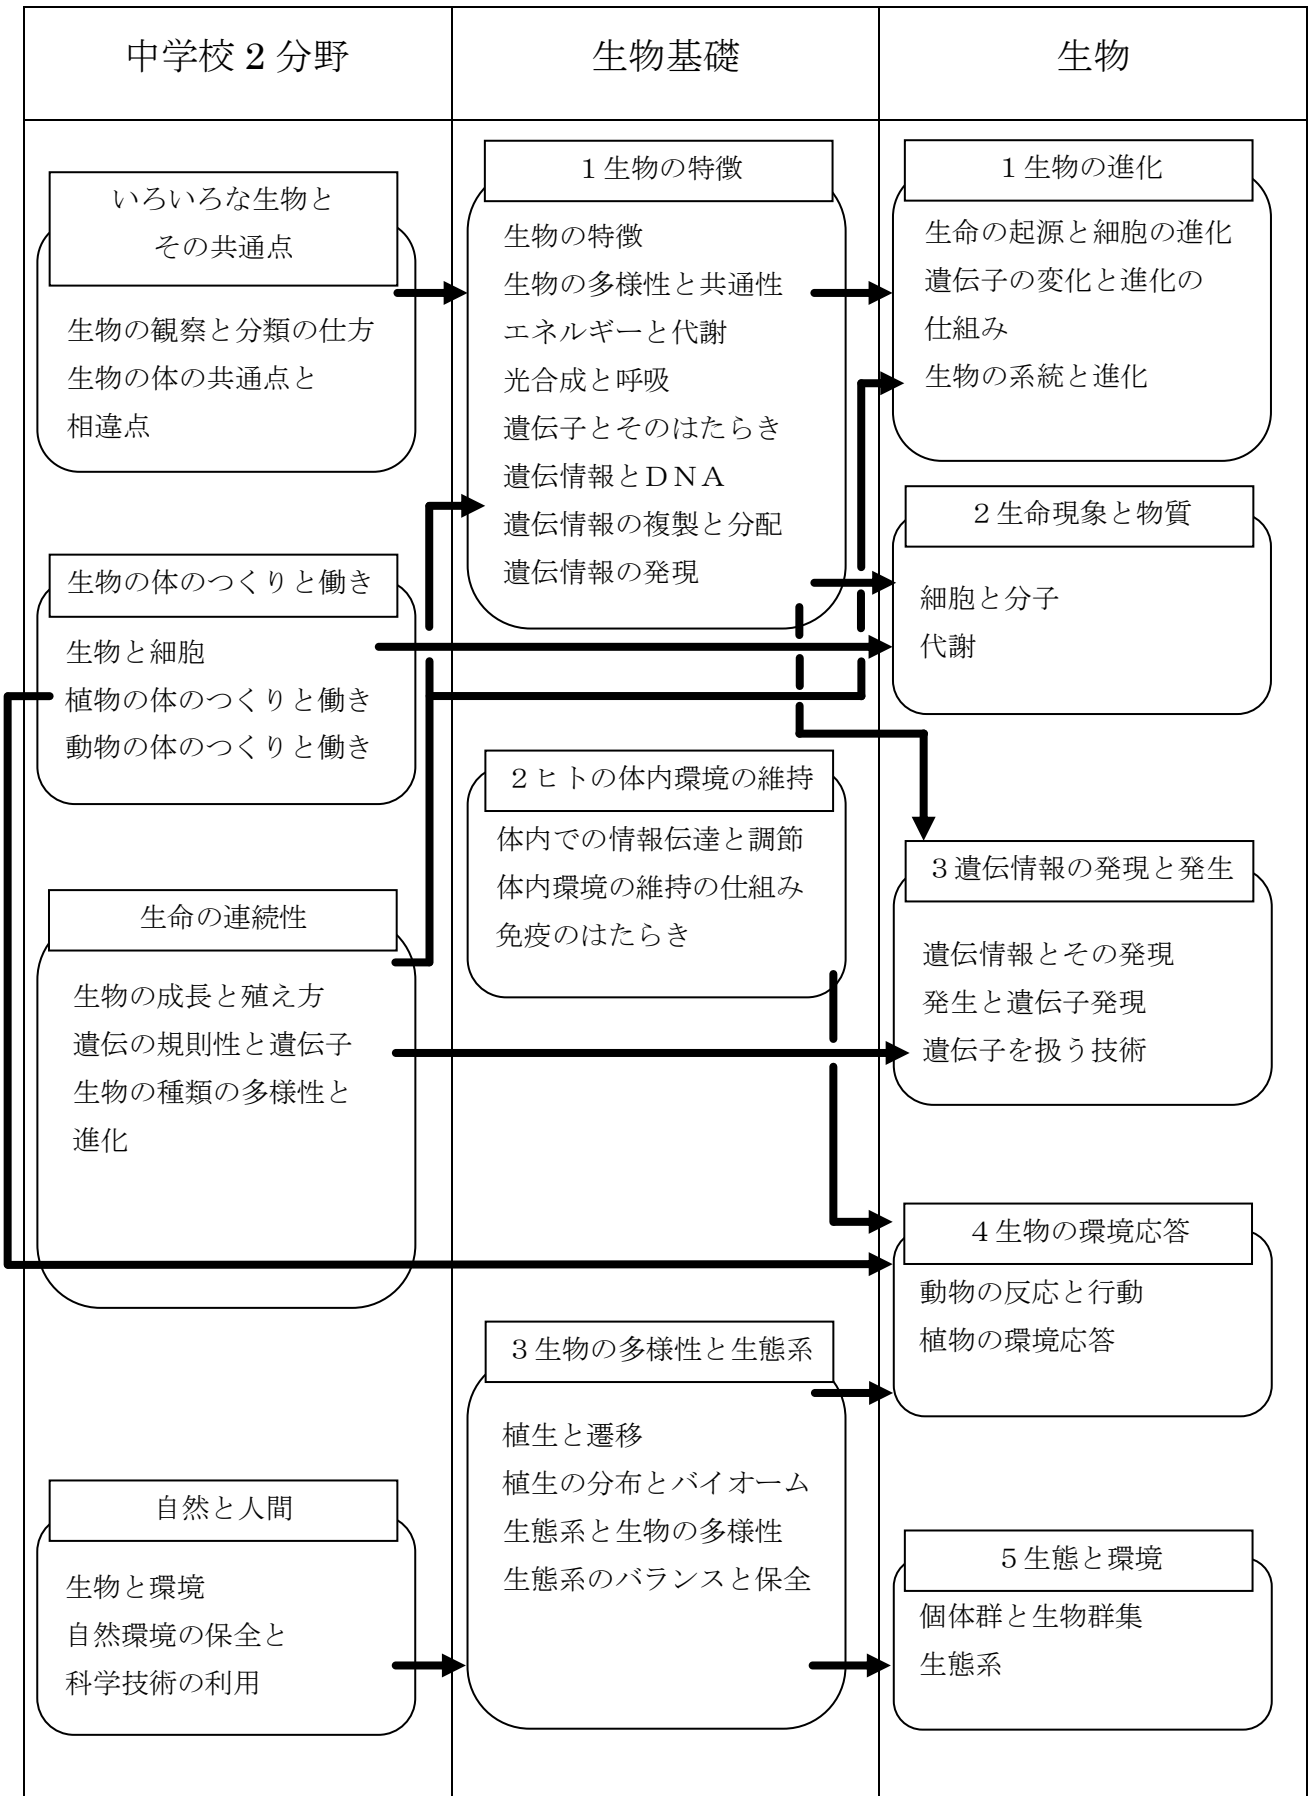 中学校２分野
生物基礎
生物
いろいろな生物と
その共通点
生物の観察と分類の仕方
生物の体の共通点と
相違点
生物の体のつくりと働き
生物と細胞
植物の体のつくりと働き
動物の体のつくりと働き
生命の連続性
生物の成長と殖え方
遺伝の規則性と遺伝子
生物の種類の多様性と
進化
自然と人間
生物と環境
自然環境の保全と
科学技術の利用
１生物の特徴
生物の特徴
生物の多様性と共通性
エネルギーと代謝
光合成と呼吸
遺伝子とそのはたらき
遺伝情報とＤＮＡ
遺伝情報の複製と分配
遺伝情報の発現
２ヒトの体内環境の維持
体内での情報伝達と調節
体内環境の維持の仕組み
免疫のはたらき
３生物の多様性と生態系
植生と遷移
植生の分布とバイオーム
生態系と生物の多様性
生態系のバランスと保全
１生物の進化
生命の起源と細胞の進化
遺伝子の変化と進化の
仕組み
生物の系統と進化
２生命現象と物質
細胞と分子
代謝
３遺伝情報の発現と発生
遺伝情報とその発現
発生と遺伝子発現
遺伝子を扱う技術
４生物の環境応答
動物の反応と行動
植物の環境応答
５生態と環境
個体群と生物群集
生態系